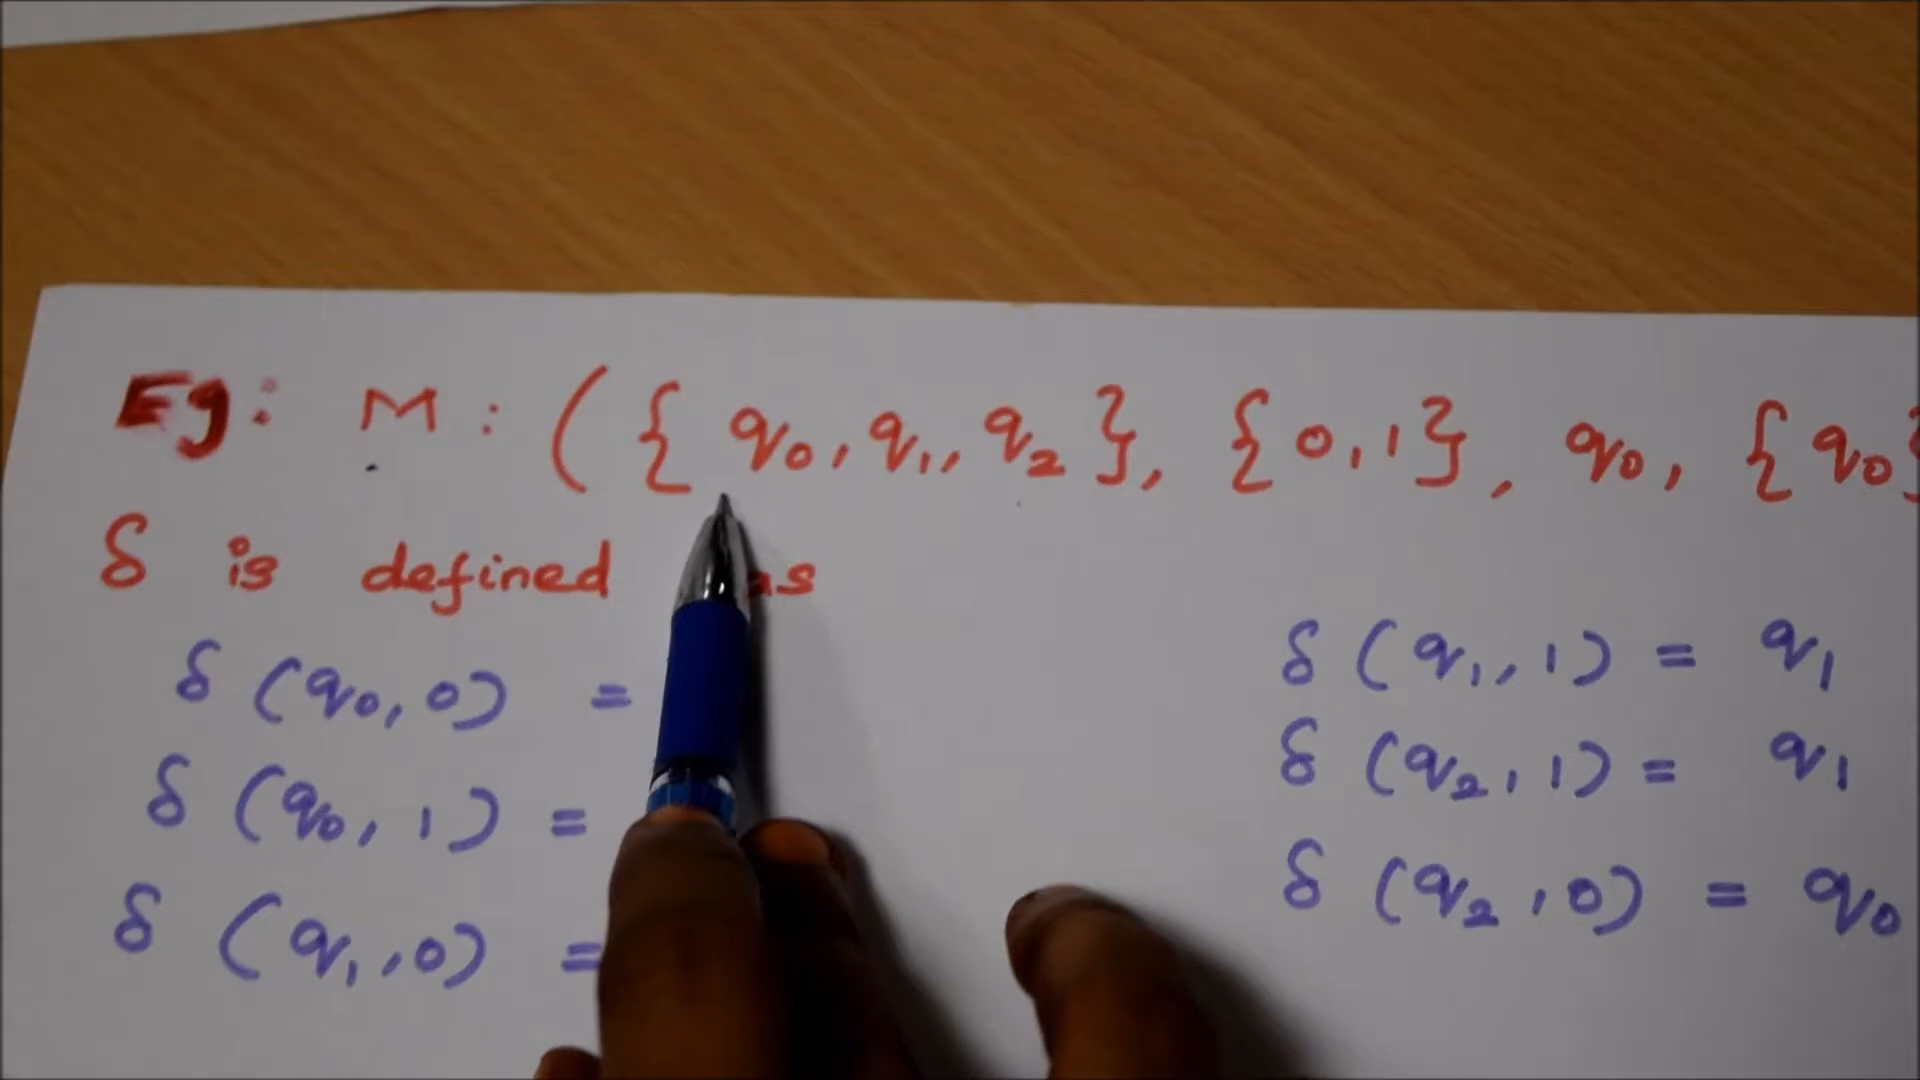 Eg: M : ( { q₀, q₁, q₂ }, {0,1}, q₀, {q₀}
δ is defined as
δ (q₀, 0) =
δ (q₀, 1) =
δ (q₁, 0) =
δ (q₁, 1) = q₁
δ (q₂, 1) = q₁
δ (q₂, 0) = q₀